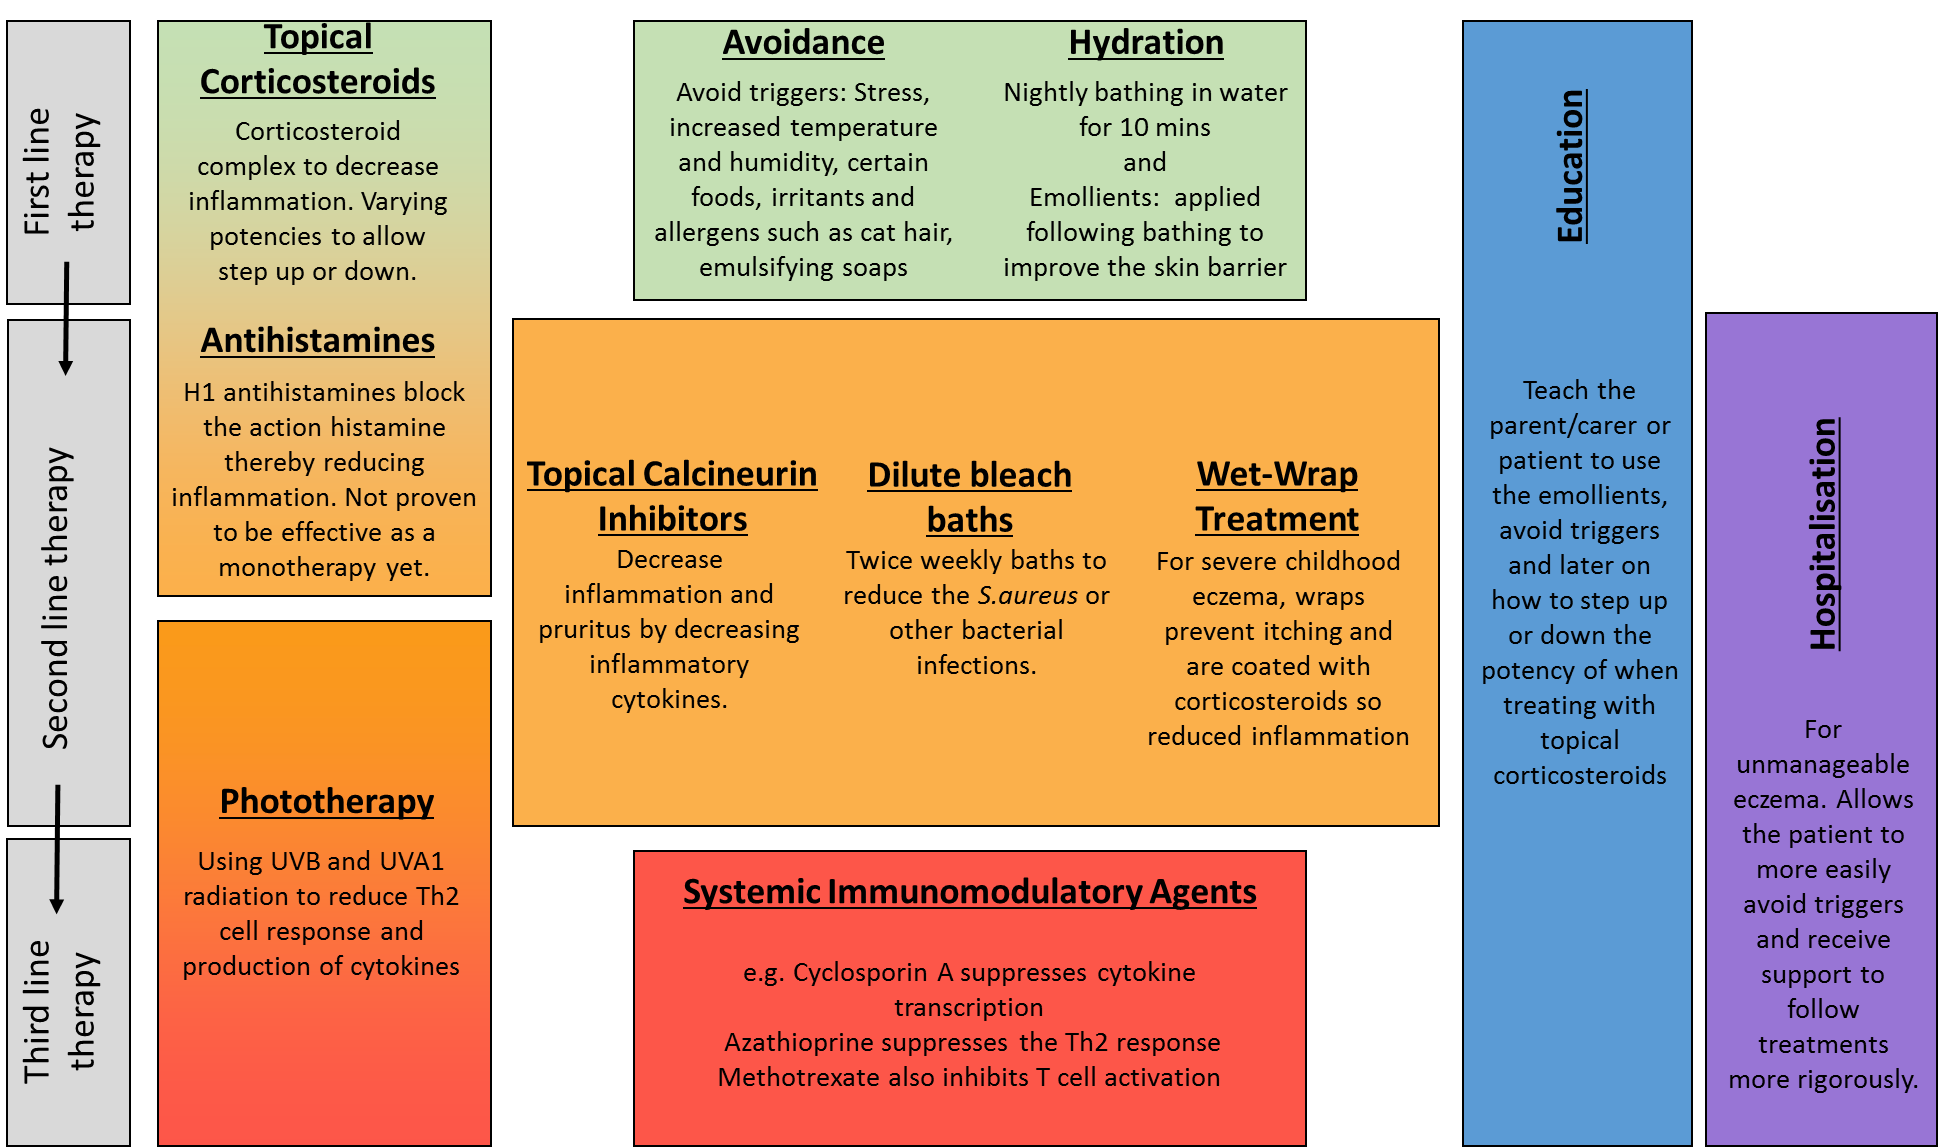 First line
therapy
Second line therapy
Third line
therapy
Topical
Corticosteroids
Corticosteroid
complex to decrease
inflammation. Varying
potencies to allow
step up or down.
Antihistamines
H1 antihistamines block
the action histamine
thereby reducing
inflammation. Not proven
to be effective as a
monotherapy yet.
Phototherapy
Using UVB and UVA1
radiation to reduce Th2
cell response and
production of cytokines
Avoidance
Avoid triggers: Stress,
increased temperature
and humidity, certain
foods, irritants and
allergens such as cat hair,
emulsifying soaps
Hydration
Nightly bathing in water
for 10 mins
and
Emollients: applied
following bathing to
improve the skin barrier
Topical Calcineurin
Inhibitors
Decrease
inflammation and
pruritus by decreasing
inflammatory
cytokines.
Dilute bleach
baths
Twice weekly baths to
reduce the S.aureus or
other bacterial
infections.
Wet-Wrap
Treatment
For severe childhood
eczema, wraps
prevent itching and
are coated with
corticosteroids so
reduced inflammation
Systemic Immunomodulatory Agents
e.g. Cyclosporin A suppresses cytokine
transcription
Azathioprine suppresses the Th2 response
Methotrexate also inhibits T cell activation
Education
Teach the
parent/carer or
patient to use
the emollients,
avoid triggers
and later on
how to step up
or down the
potency of when
treating with
topical
corticosteroids
Hospitalisation
For
unmanageable
eczema. Allows
the patient to
more easily
avoid triggers
and receive
support to
follow
treatments
more rigorously.